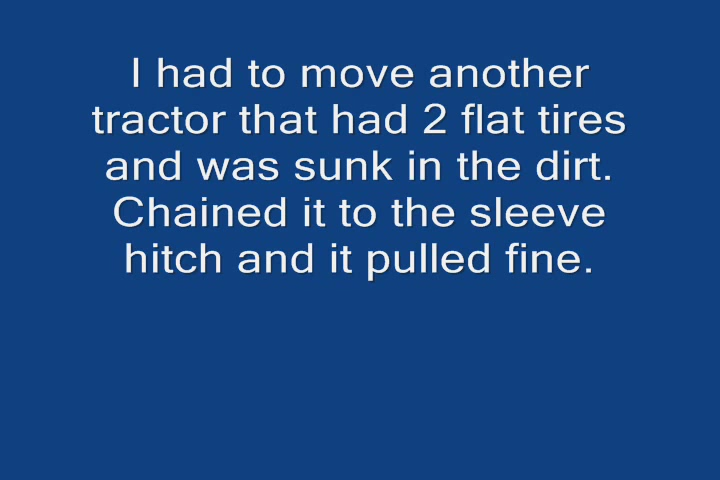 I had to move another
tractor that had 2 flat tires
and was sunk in the dirt.
Chained it to the sleeve
hitch and it pulled fine.